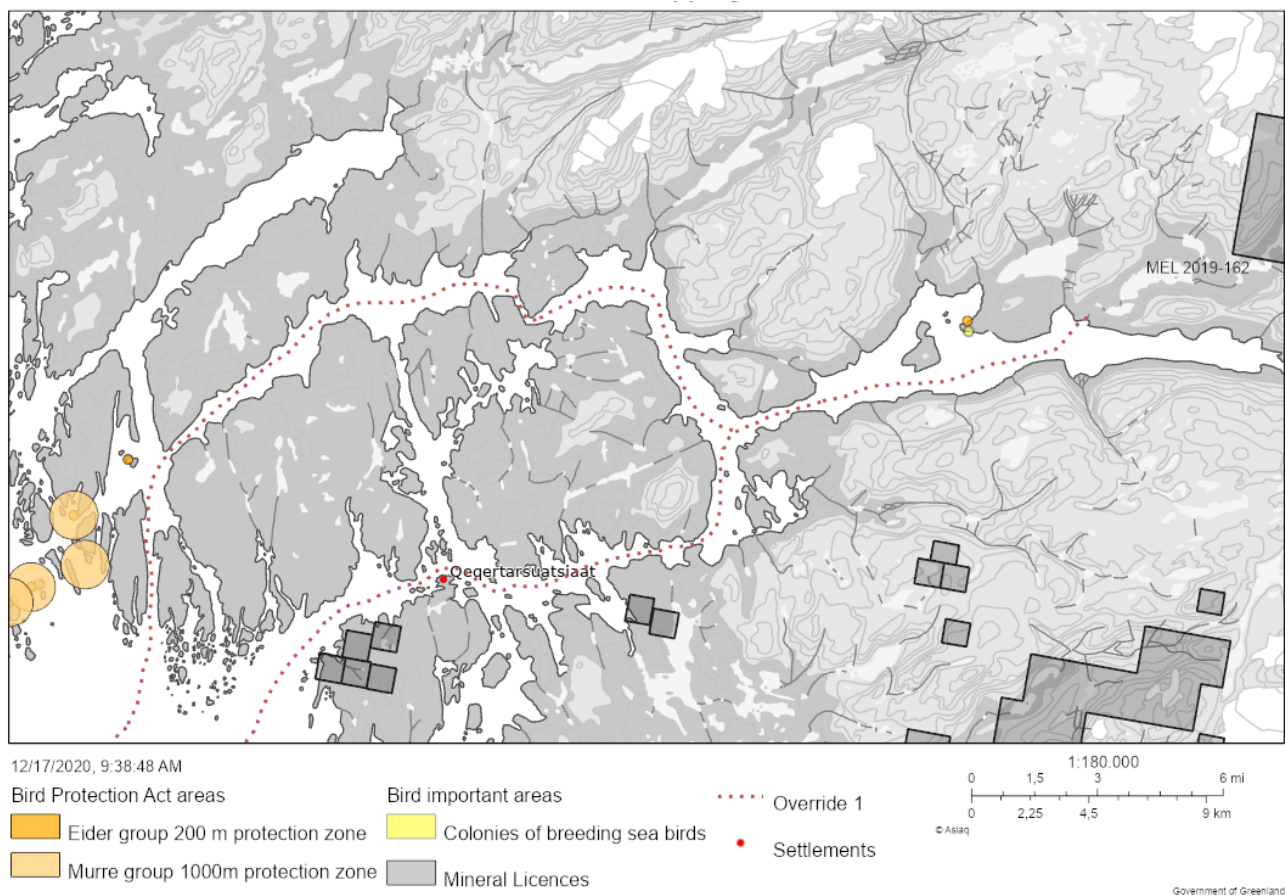 MEL 2019-162
Qeqertarsuatsiaat
12/17/2020, 9:38:48 AM
Bird Protection Act areas
Eider group 200 m protection zone
Murre group 1000m protection zone
Bird important areas
Colonies of breeding sea birds
Mineral Licences
Override 1
Settlements
1:180.000
0 1,5 3 6 mi
0 2,25 4,5 9 km
© Asiaq
Government of Greenland